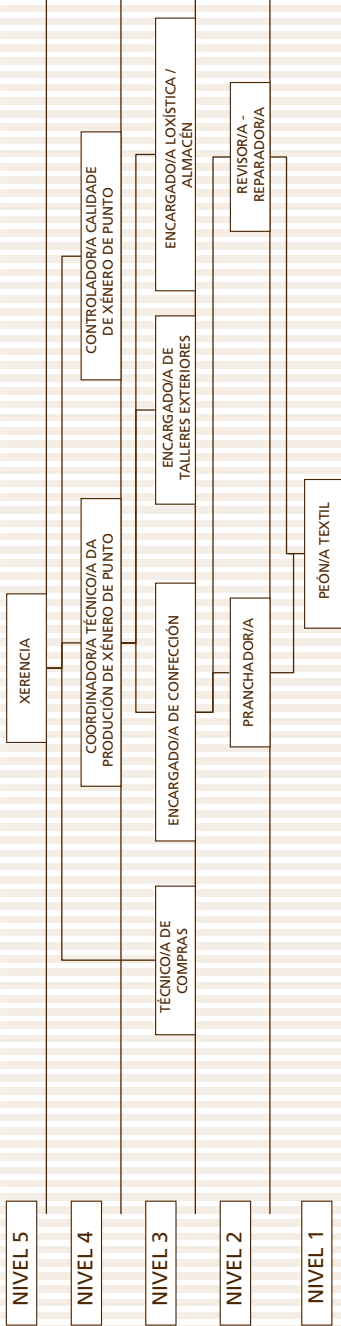 NIVEL 5
XERENCIA
NIVEL 4
COORDINADOR/A TÉCNICO/A DA
PRODUCIÓN DE XÉNERO DE PUNTO
CONTROLADOR/A CALIDADE
DE XÉNERO DE PUNTO
NIVEL 3
TÉCNICO/A DE
COMPRAS
ENCARGADO/A DE CONFECCIÓN
ENCARGADO/A DE
TALLERES EXTERIORES
ENCARGADO/A LOXÍSTICA /
ALMACÉN
NIVEL 2
PRANCHADOR/A
REVISOR/A -
REPARADOR/A
NIVEL 1
PEÓN/A TEXTIL